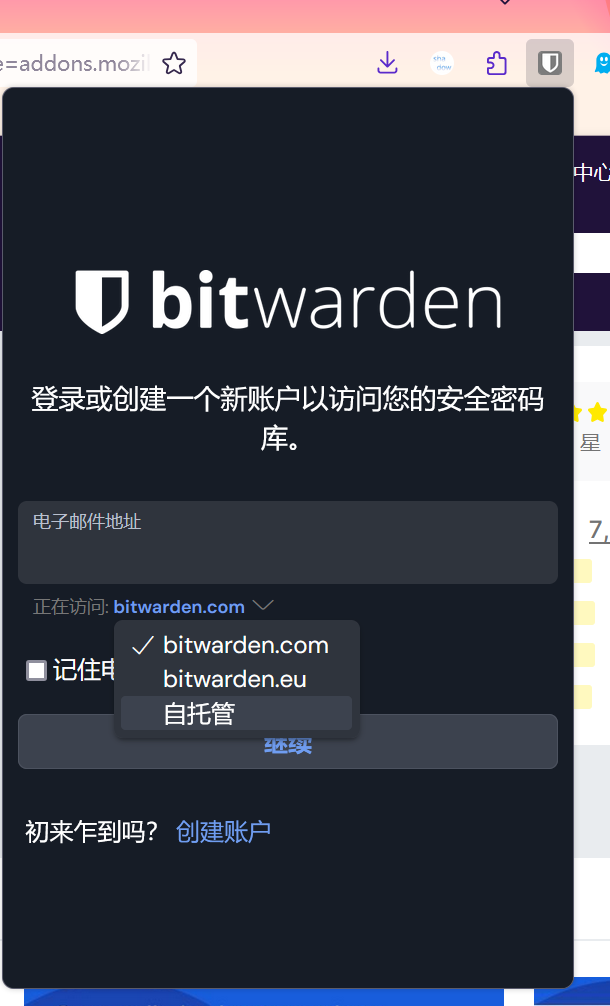 =addons.mozil
sha
dow
中心
bitwarden
登录或创建一个新账户以访问您的安全密码
库。
星
电子邮件地址
7,
正在访问: bitwarden.com
bitwarden.com
记住电
bitwarden.eu
自托管
继续
初来乍到吗? 创建账户